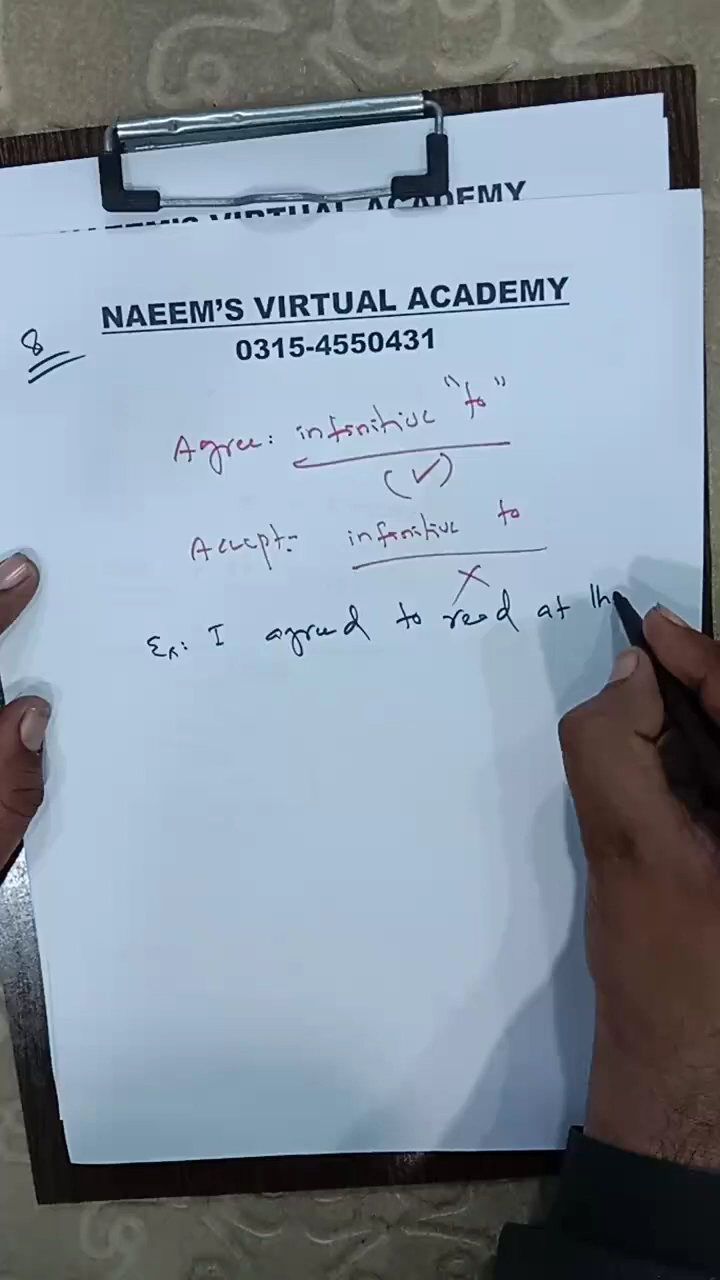 NAEEM'S VIRTUAL ACADEMY
NAEEM'S VIRTUAL ACADEMY
0315-4550431
8
Agree: infinitive "to"
(✓)
Accept:- infinitive to
X
Ex: I agreed to read at th